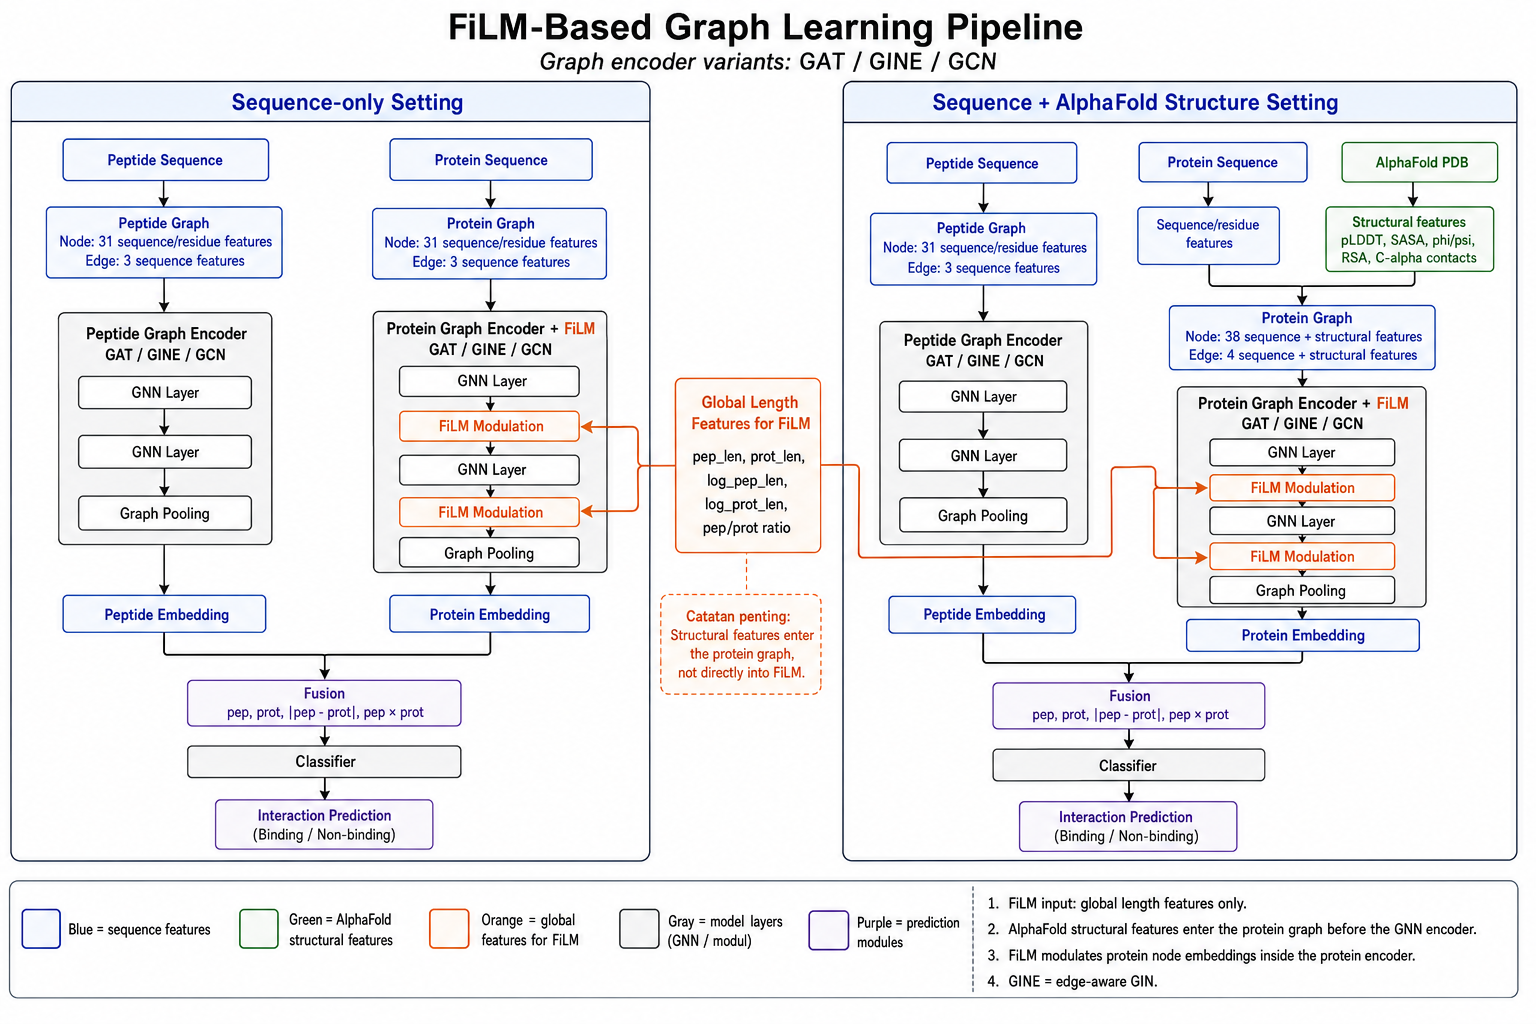 FiLM-Based Graph Learning Pipeline
Graph encoder variants: GAT / GINE / GCN
Sequence-only Setting
Peptide Sequence
Protein Sequence
Peptide Graph
Node: 31 sequence/residue features
Edge: 3 sequence features
Protein Graph
Node: 31 sequence/residue features
Edge: 3 sequence features
Peptide Graph Encoder
GAT / GINE / GCN
GNN Layer
GNN Layer
Graph Pooling
Protein Graph Encoder + FiLM
GAT / GINE / GCN
GNN Layer
FiLM Modulation
GNN Layer
FiLM Modulation
Graph Pooling
Peptide Embedding
Protein Embedding
Fusion
pep, prot, |pep - prot|, pep × prot
Classifier
Interaction Prediction
(Binding / Non-binding)
Global Length
Features for FiLM
pep_len, prot_len,
log_pep_len,
log_prot_len,
pep/prot ratio
Catatan penting:
Structural features enter
the protein graph,
not directly into FiLM.
Sequence + AlphaFold Structure Setting
Peptide Sequence
Protein Sequence
AlphaFold PDB
Peptide Graph
Node: 31 sequence/residue features
Edge: 3 sequence features
Sequence/residue
features
Structural features
pLDDT, SASA, phi/psi,
RSA, C-alpha contacts
Protein Graph
Node: 38 sequence + structural features
Edge: 4 sequence + structural features
Peptide Graph Encoder
GAT / GINE / GCN
GNN Layer
GNN Layer
Graph Pooling
Protein Graph Encoder + FiLM
GAT / GINE / GCN
GNN Layer
FiLM Modulation
GNN Layer
FiLM Modulation
Graph Pooling
Peptide Embedding
Protein Embedding
Fusion
pep, prot, |pep - prot|, pep × prot
Classifier
Interaction Prediction
(Binding / Non-binding)
Blue = sequence features
Green = AlphaFold
structural features
Orange = global
features for FiLM
Gray = model layers
(GNN / modul)
Purple = prediction
modules
1. FiLM input: global length features only.
2. AlphaFold structural features enter the protein graph before the GNN encoder.
3. FiLM modulates protein node embeddings inside the protein encoder.
4. GINE = edge-aware GIN.